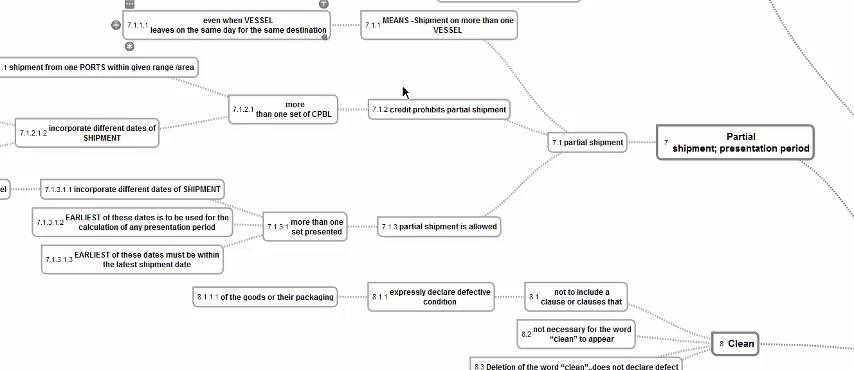 7.1.1.1 even when VESSEL
leaves on the same day for the same destination
7.1.1 MEANS -Shipment on more than one
VESSEL
.1 shipment from one PORTS within given range /area
7.1.2.1 more
than one set of CPBL
7.1.2 credit prohibits partial shipment
7.1.2.1.2 incorporate different dates of
SHIPMENT
7.1 partial shipment
7 Partial
shipment; presentation period
el
7.1.3.1.1 incorporate different dates of SHIPMENT
7.1.3.1.2 EARLIEST of these dates is to be used for the
calculation of any presentation period
7.1.3.1 more than one
set presented
7.1.3 partial shipment is allowed
7.1.3.1.3 EARLIEST of these dates must be within
the latest shipment date
8.1.1.1 of the goods or their packaging
8.1.1 expressly declare defective
condition
8.1 not to include a
clause or clauses that
8.2 not necessary for the word
“clean” to appear
8 Clean
8.3 Deletion of the word “clean”..does not declare defect